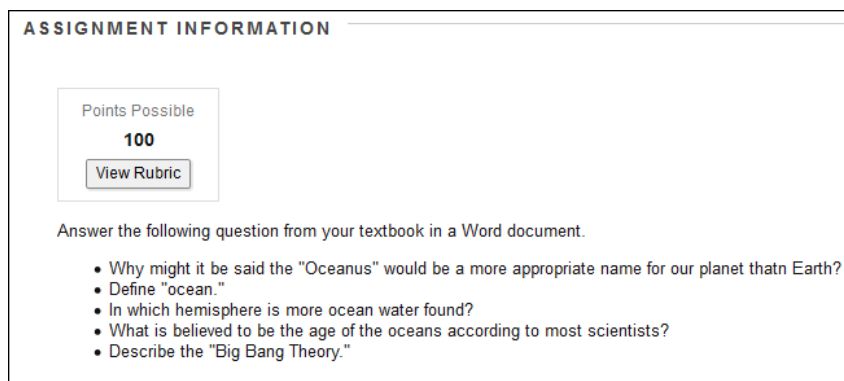 ASSIGNMENT INFORMATION
Points Possible
100
View Rubric
Answer the following question from your textbook in a Word document.
• Why might it be said the "Oceanus" would be a more appropriate name for our planet thatn Earth?
• Define "ocean."
• In which hemisphere is more ocean water found?
• What is believed to be the age of the oceans according to most scientists?
• Describe the "Big Bang Theory."